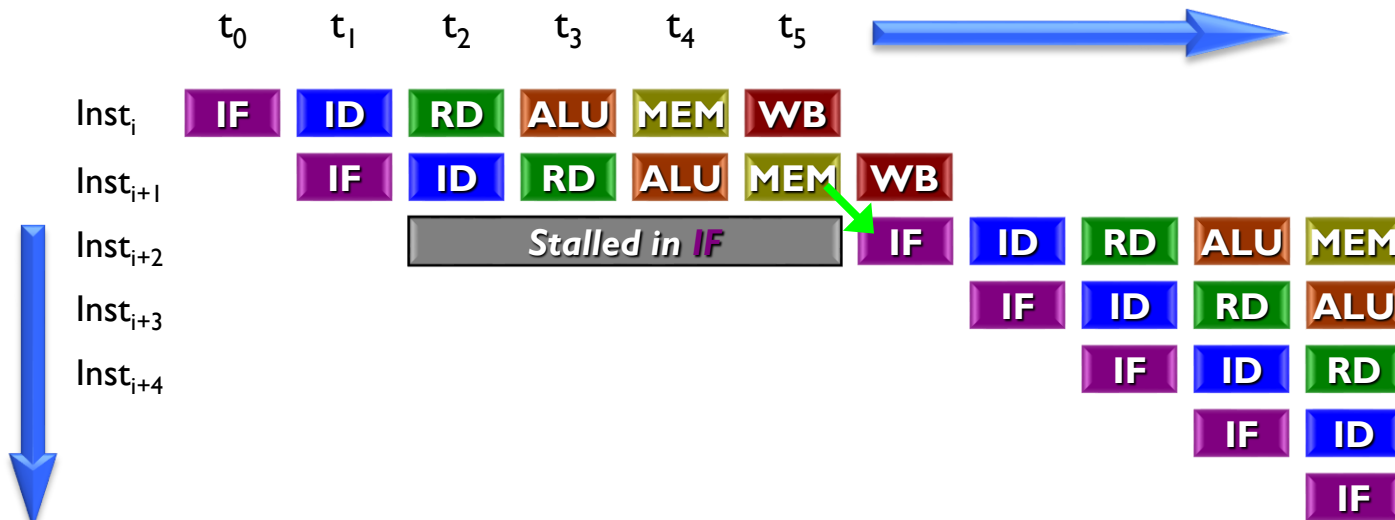 t0 t1 t2 t3 t4 t5
Insti IF ID RD ALU MEM WB
Insti+1 IF ID RD ALU MEM WB
Insti+2 Stalled in IF IF ID RD ALU MEM
Insti+3 IF ID RD ALU
Insti+4 IF ID RD
IF ID
IF